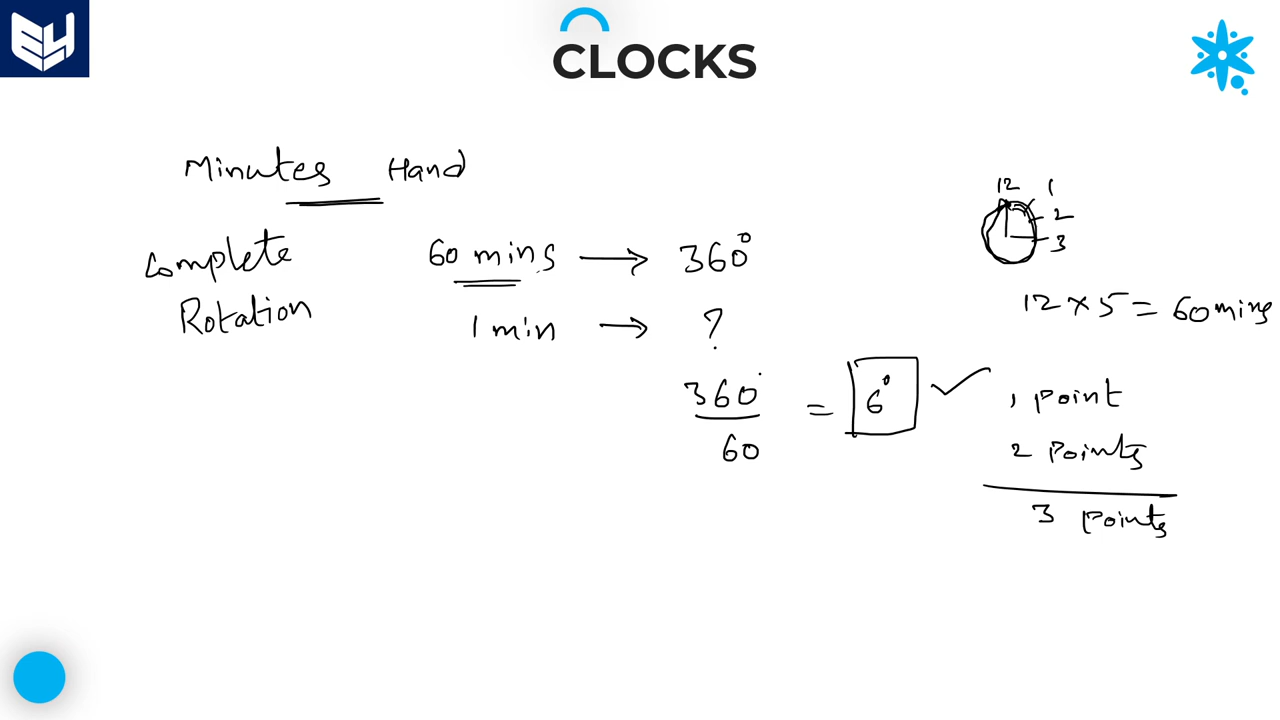 EH
CLOCKS
Minutes Hand
Complete Rotation
60 mins → 360°
1 min → ?
360° / 60 = 6° ✓
12 1
2
3
12 × 5 = 60 mins
1 point
2 points
3 points